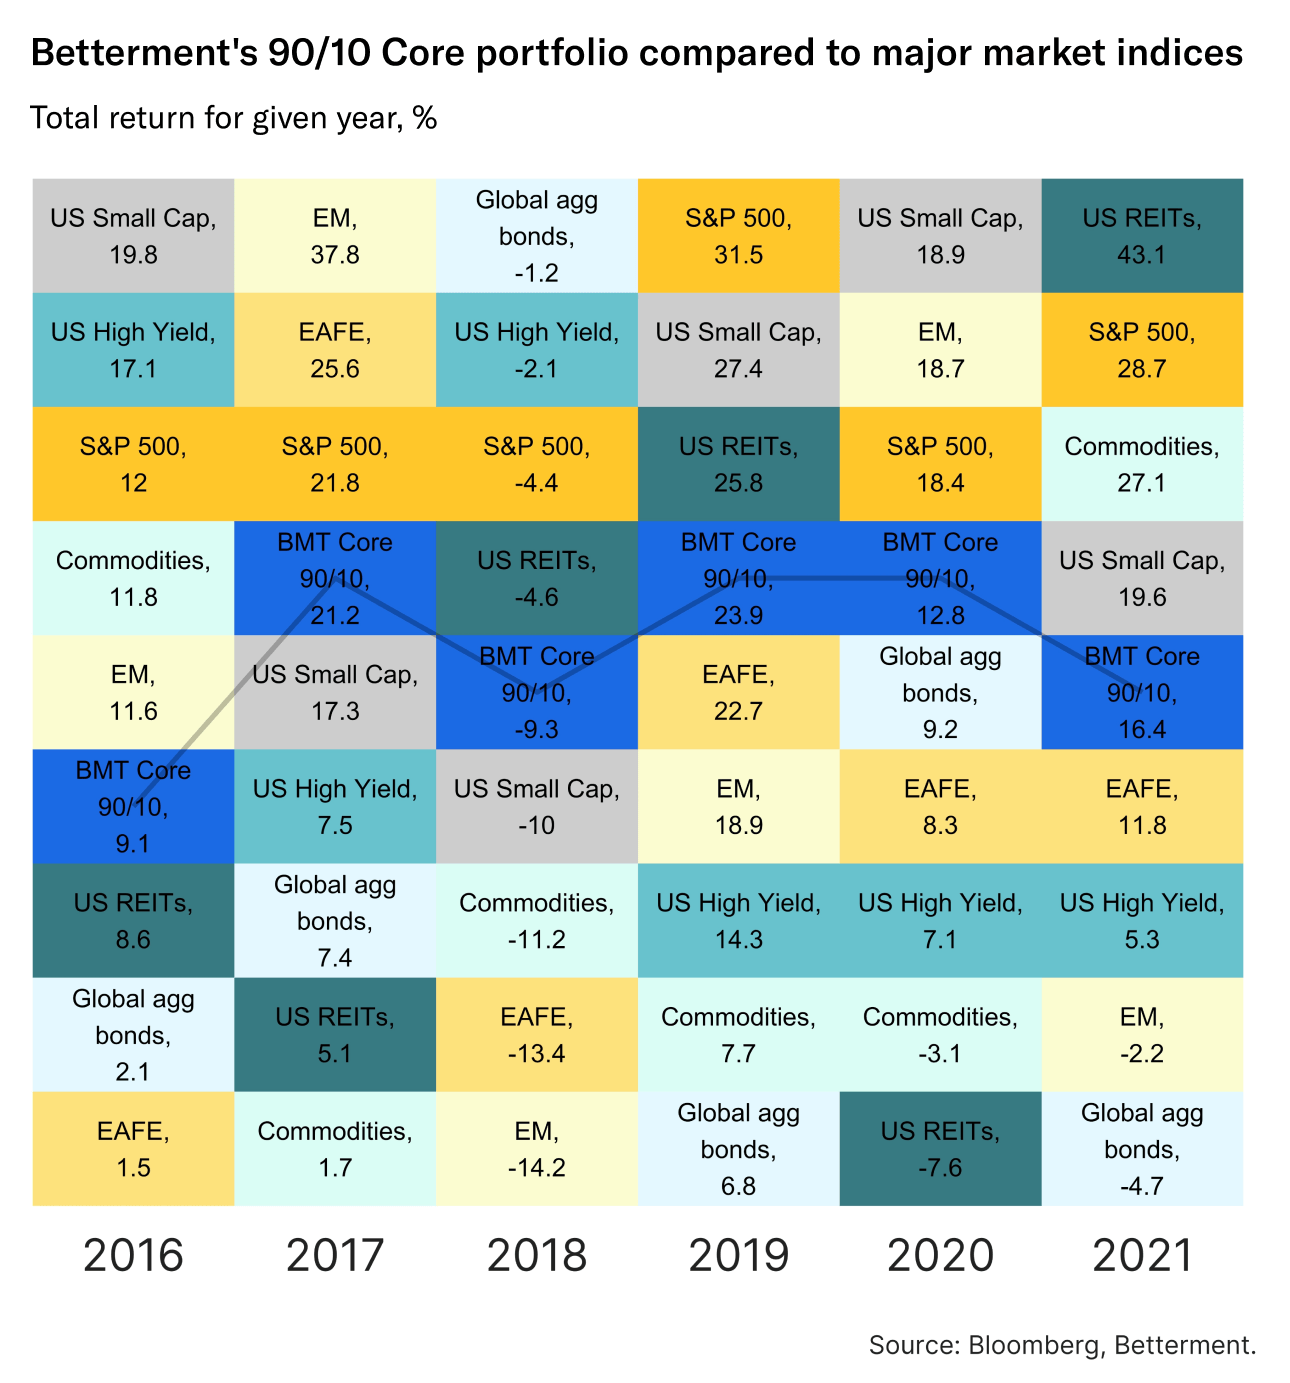 Betterment's 90/10 Core portfolio compared to major market indices
Total return for given year, %
US Small Cap,
19.8
EM,
37.8
Global agg
bonds,
-1.2
S&P 500,
31.5
US Small Cap,
18.9
US REITs,
43.1
US High Yield,
17.1
EAFE,
25.6
US High Yield,
-2.1
US Small Cap,
27.4
EM,
18.7
S&P 500,
28.7
S&P 500,
12
S&P 500,
21.8
S&P 500,
-4.4
US REITs,
25.8
S&P 500,
18.4
Commodities,
27.1
Commodities,
11.8
BMT Core
90/10,
21.2
US REITs,
-4.6
BMT Core
90/10,
23.9
BMT Core
90/10,
12.8
US Small Cap,
19.6
EM,
11.6
US Small Cap,
17.3
BMT Core
90/10,
-9.3
EAFE,
22.7
Global agg
bonds,
9.2
BMT Core
90/10,
16.4
BMT Core
90/10,
9.1
US High Yield,
7.5
US Small Cap,
-10
EM,
18.9
EAFE,
8.3
EAFE,
11.8
US REITs,
8.6
Global agg
bonds,
7.4
Commodities,
-11.2
US High Yield,
14.3
US High Yield,
7.1
US High Yield,
5.3
Global agg
bonds,
2.1
US REITs,
5.1
EAFE,
-13.4
Commodities,
7.7
Commodities,
-3.1
EM,
-2.2
EAFE,
1.5
Commodities,
1.7
EM,
-14.2
Global agg
bonds,
6.8
US REITs,
-7.6
Global agg
bonds,
-4.7
2016 2017 2018 2019 2020 2021
Source: Bloomberg, Betterment.